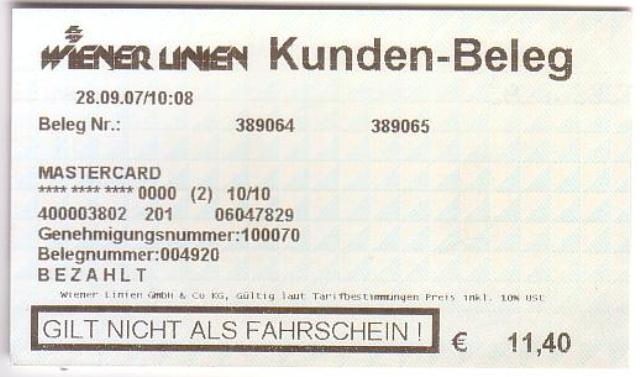 WIENER LINIEN Kunden-Beleg
28.09.07/10:08
Beleg Nr.: 389064 389065
MASTERCARD
**** **** **** 0000 (2) 10/10
400003802 201 06047829
Genehmigungsnummer:100070
Belegnummer:004920
BEZAHLT
Wiener Linien GmbH & Co KG, Gültig laut Tarifbestimmungen Preis inkl. 10% USt
GILT NICHT ALS FAHRSCHEIN ! € 11,40